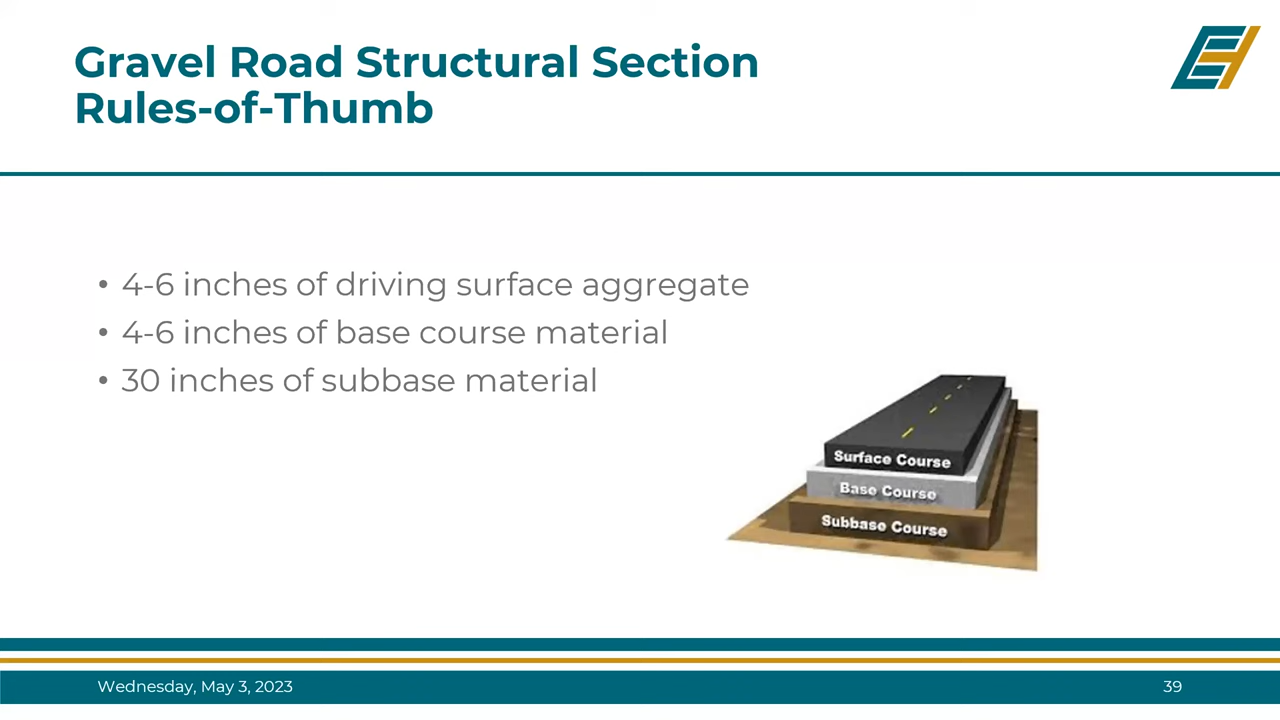 Gravel Road Structural Section
Rules-of-Thumb
• 4-6 inches of driving surface aggregate
• 4-6 inches of base course material
• 30 inches of subbase material
Surface Course
Base Course
Subbase Course
Wednesday, May 3, 2023
39